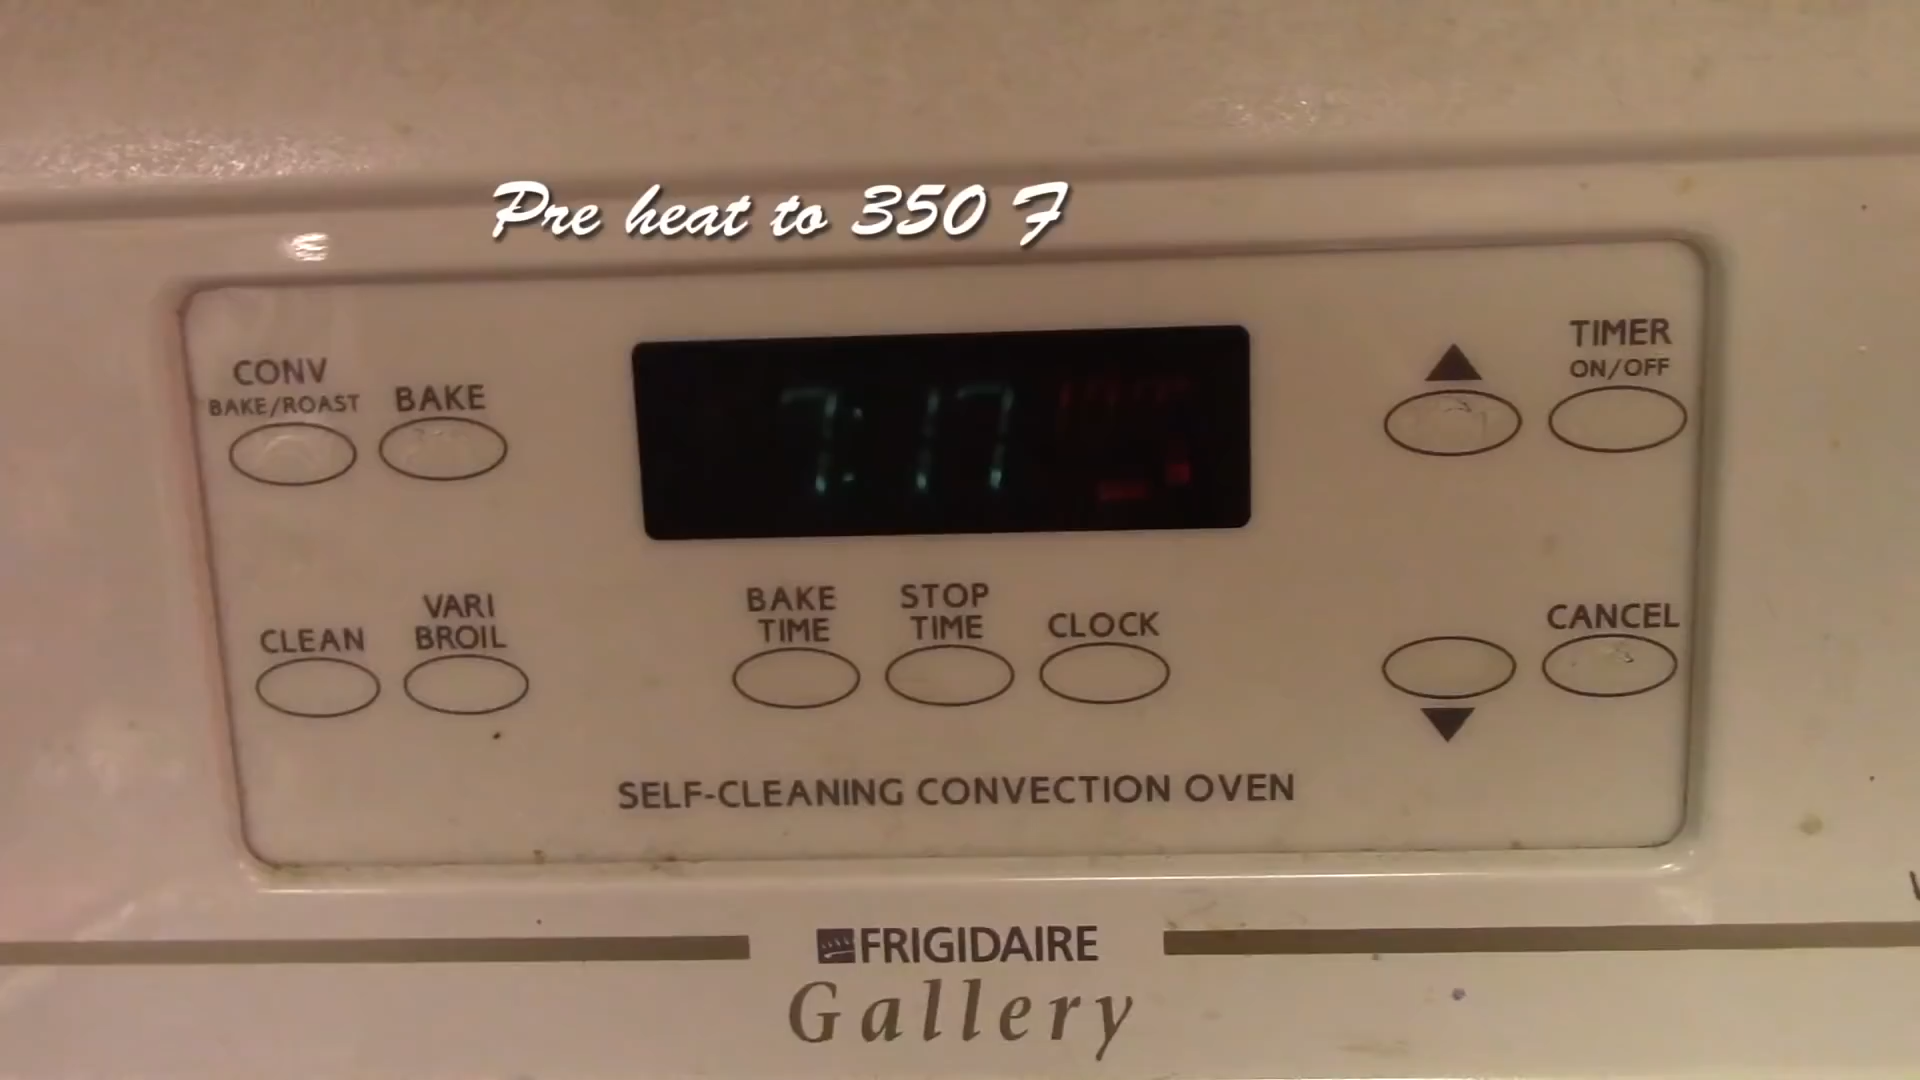 Pre heat to 350 F
CONV
BAKE/ROAST
BAKE
7:17
TIMER
ON/OFF
CLEAN
VARI
BROIL
BAKE
TIME
STOP
TIME
CLOCK
CANCEL
SELF-CLEANING CONVECTION OVEN
FRIGIDAIRE
Gallery